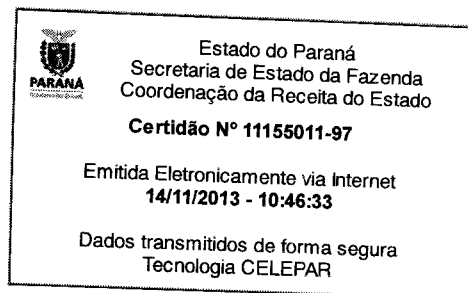 PARANÁ
Estado do Paraná
Secretaria de Estado da Fazenda
Coordenação da Receita do Estado
Certidão Nº 11155011-97
Emitida Eletronicamente via Internet
14/11/2013 - 10:46:33
Dados transmitidos de forma segura
Tecnologia CELEPAR